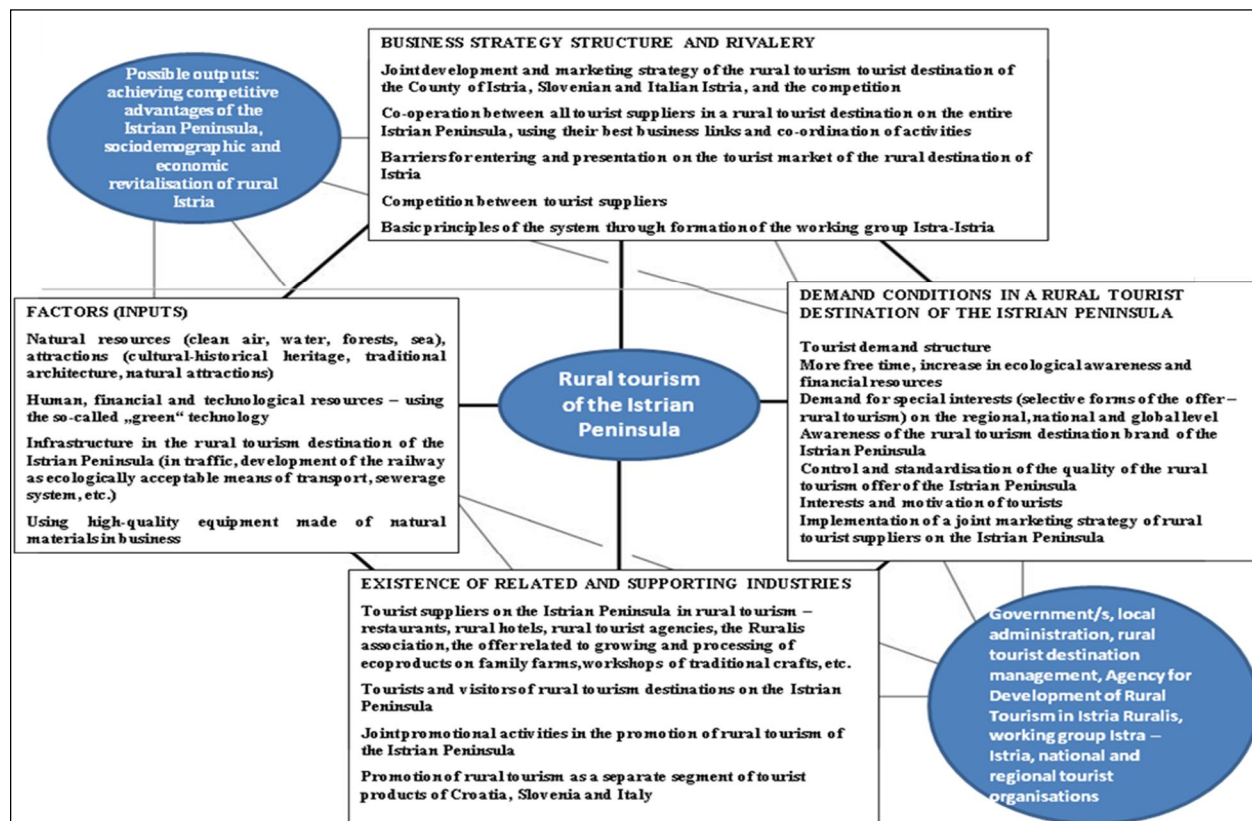 Possible outputs:
achieving competitive
advantages of the
Istrian Peninsula,
sociodemographic and
economic
revitalisation of rural
Istria
BUSINESS STRATEGY STRUCTURE AND RIVALERY
Joint development and marketing strategy of the rural tourism tourist destination of
the County of Istria, Slovenian and Italian Istria, and the competition
Co-operation between all tourist suppliers in a rural tourist destination on the entire
Istrian Peninsula, using their best business links and co-ordination of activities
Barriers for entering and presentation on the tourist market of the rural destination of
Istria
Competition between tourist suppliers
Basic principles of the system through formation of the working group Istra-Istria
FACTORS (INPUTS)
Natural resources (clean air, water, forests, sea),
attractions (cultural-historical heritage, traditional
architecture, natural attractions)
Human, financial and technological resources – using
the so-called „green“ technology
Infrastructure in the rural tourism destination of the
Istrian Peninsula (in traffic, development of the railway
as ecologically acceptable means of transport, sewerage
system, etc.)
Using high-quality equipment made of natural
materials in business
Rural tourism
of the Istrian
Peninsula
DEMAND CONDITIONS IN A RURAL TOURIST
DESTINATION OF THE ISTRIAN PENINSULA
Tourist demand structure
More free time, increase in ecological awareness and
financial resources
Demand for special interests (selective forms of the offer –
rural tourism) on the regional, national and global level
Awareness of the rural tourism destination brand of the
Istrian Peninsula
Control and standardisation of the quality of the rural
tourism offer of the Istrian Peninsula
Interests and motivation of tourists
Implementation of a joint marketing strategy of rural
tourist suppliers on the Istrian Peninsula
EXISTENCE OF RELATED AND SUPPORTING INDUSTRIES
Tourist suppliers on the Istrian Peninsula in rural tourism –
restaurants, rural hotels, rural tourist agencies, the Ruralis
association, the offer related to growing and processing of
ecoproducts on family farms, workshops of traditional crafts, etc.
Tourists and visitors of rural tourism destinations on the Istrian
Peninsula
Joint promotional activities in the promotion of rural tourism of
the Istrian Peninsula
Promotion of rural tourism as a separate segment of tourist
products of Croatia, Slovenia and Italy
Government/s, local
administration, rural
tourist destination
management, Agency for
Development of Rural
Tourism in Istria Ruralis,
working group Istra –
Istria, national and
regional tourist
organisations